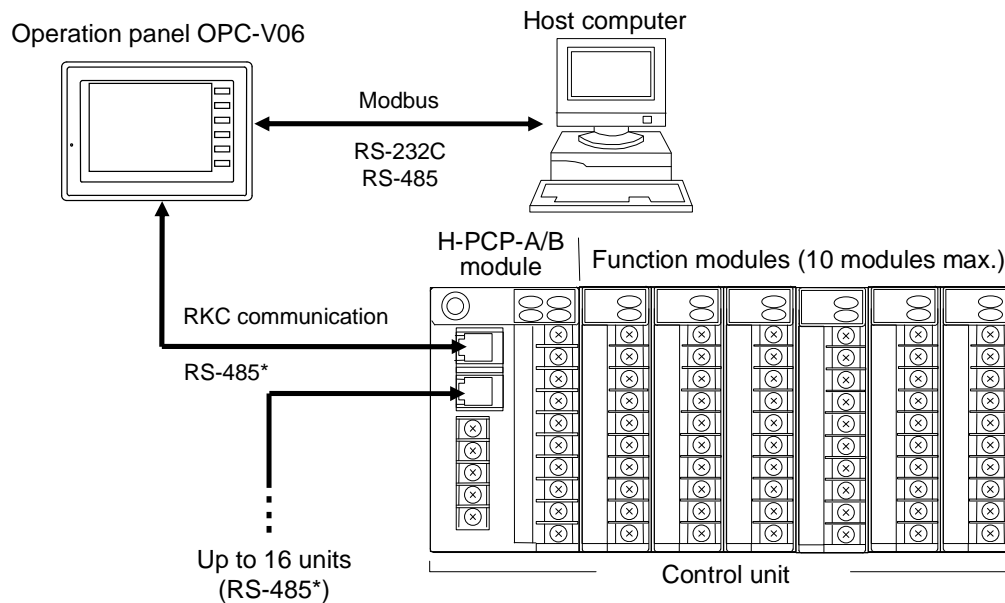 Operation panel OPC-V06
Host computer
Modbus
RS-232C
RS-485
H-PCP-A/B
module
Function modules (10 modules max.)
RKC communication
RS-485*
Up to 16 units
(RS-485*)
Control unit